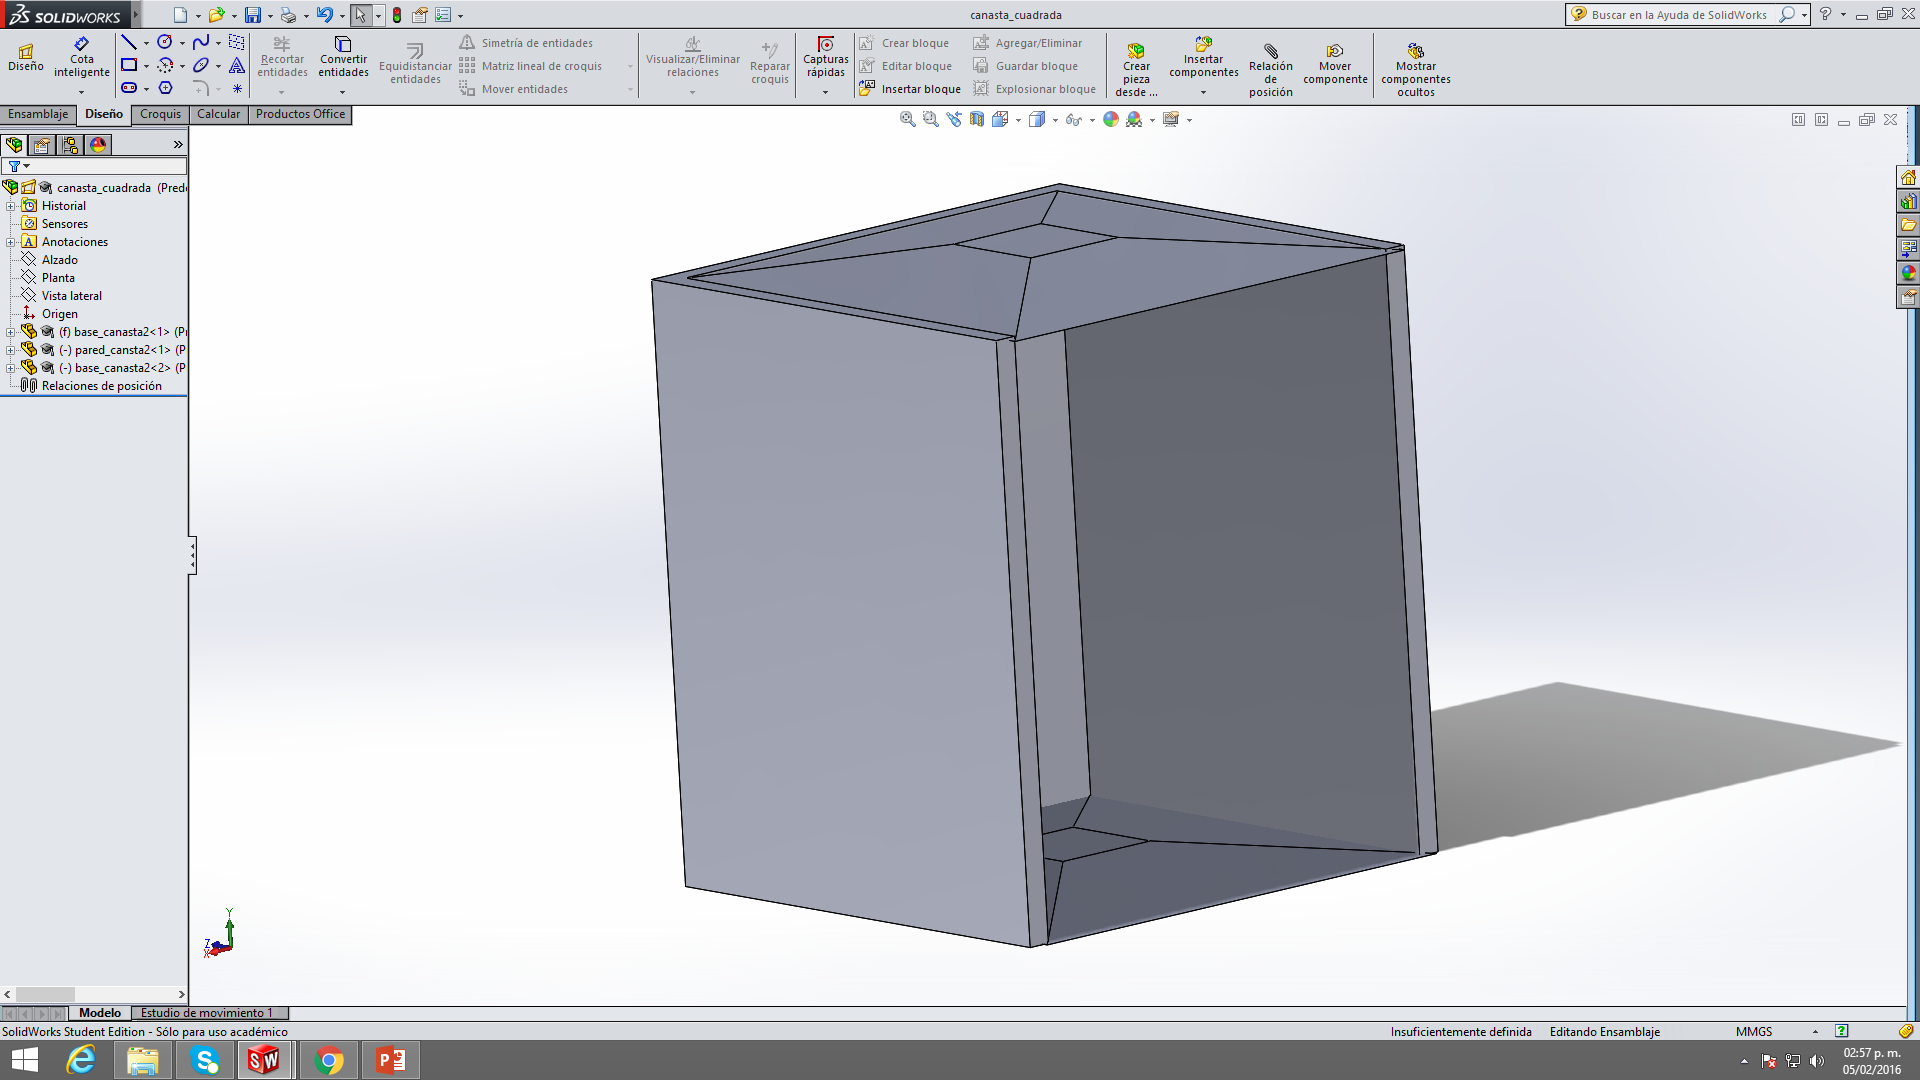 SOLIDWORKS
canasta_cuadrada
Buscar en la Ayuda de SolidWorks
Diseño
Cota inteligente
Recortar entidades
Convertir entidades
Equidistanciar entidades
Simetría de entidades
Matriz lineal de croquis
Mover entidades
Visualizar/Eliminar relaciones
Reparar croquis
Capturas rápidas
Crear bloque
Editar bloque
Insertar bloque
Agregar/Eliminar
Guardar bloque
Explosionar bloque
Crear pieza desde ...
Insertar componentes
Relación de posición
Mover componente
Mostrar componentes ocultos
Ensamblaje
Diseño
Croquis
Calcular
Productos Office
canasta_cuadrada (Pred
Historial
Sensores
Anotaciones
Alzado
Planta
Vista lateral
Origen
(f) base_canasta2<1> (Pr
(-) pared_cansta2<1> (P
(-) base_canasta2<2> (P
Relaciones de posición
Y
Z
X
Modelo
Estudio de movimiento 1
SolidWorks Student Edition - Sólo para uso académico
Insuficientemente definida
Editando Ensamblaje
MMGS
02:57 p. m.
05/02/2016